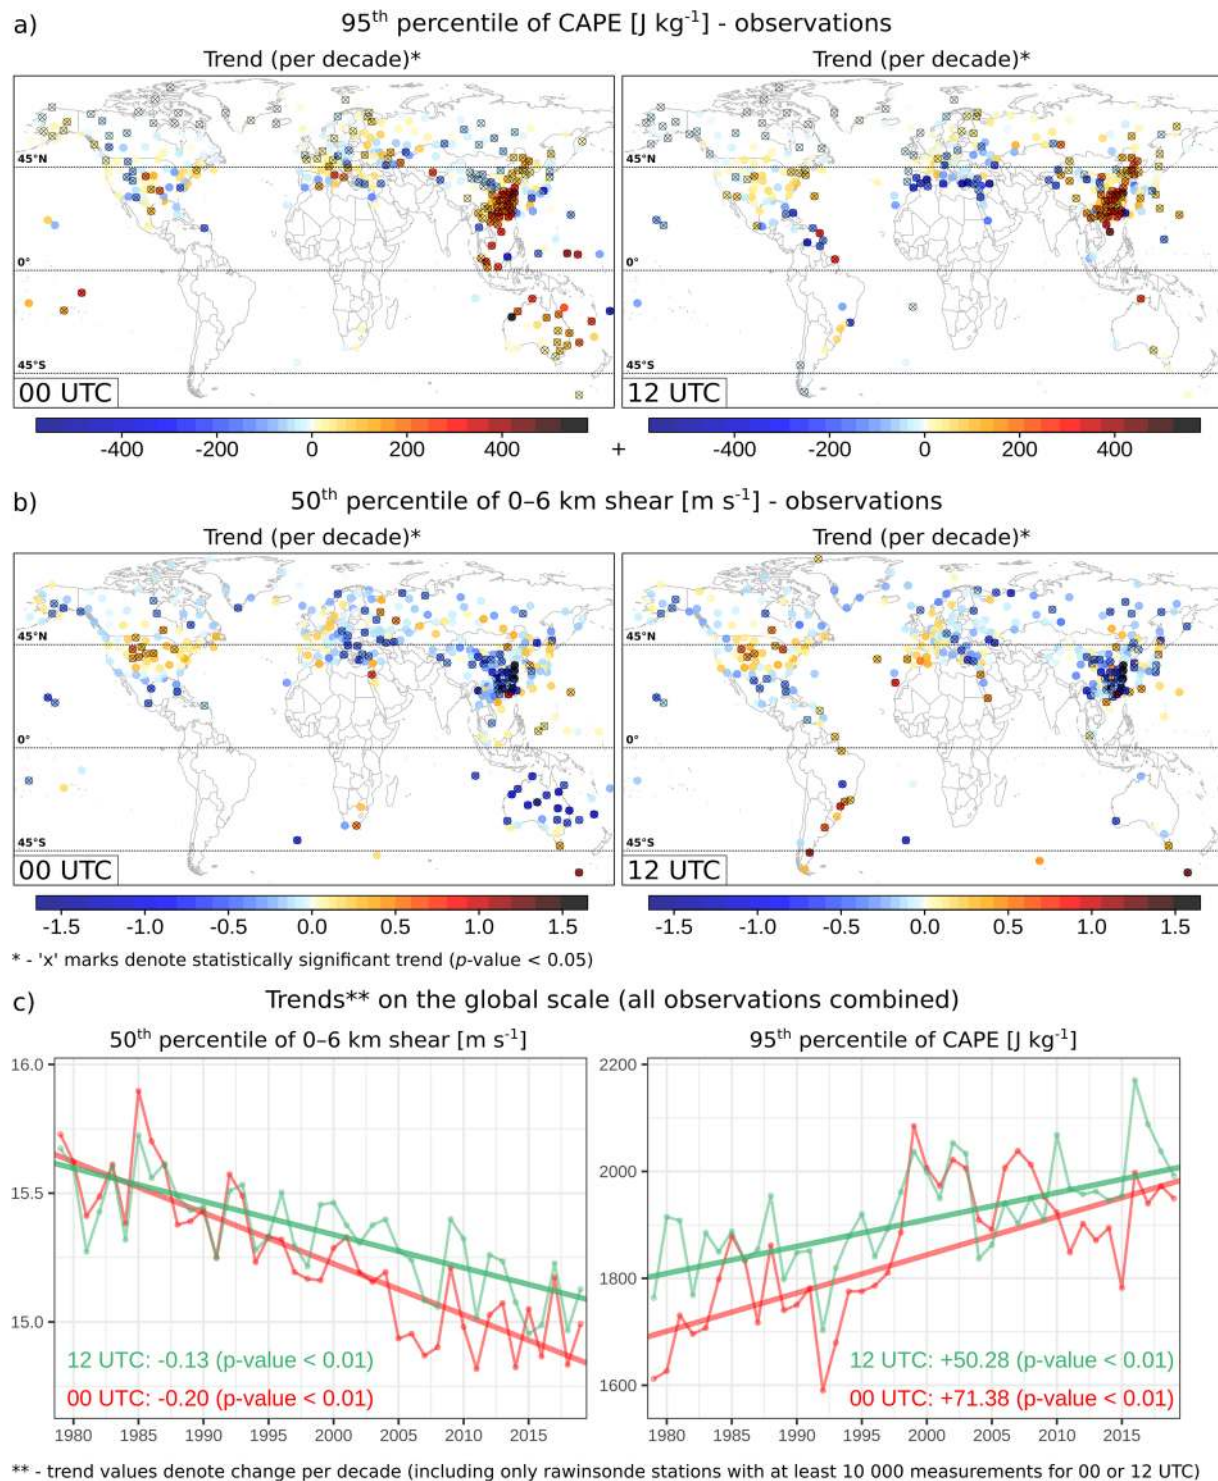 a) 95th percentile of CAPE [J kg-1] - observations
Trend (per decade)* Trend (per decade)*
45°N 45°N
0° 0°
45°S 45°S
00 UTC 12 UTC
-400 -200 0 200 400 + -400 -200 0 200 400
b) 50th percentile of 0–6 km shear [m s-1] - observations
Trend (per decade)* Trend (per decade)*
45°N 45°N
0° 0°
45°S 45°S
00 UTC 12 UTC
-1.5 -1.0 -0.5 0.0 0.5 1.0 1.5 -1.5 -1.0 -0.5 0.0 0.5 1.0 1.5
* - 'x' marks denote statistically significant trend (p-value < 0.05)
c) Trends** on the global scale (all observations combined)
50th percentile of 0–6 km shear [m s-1] 95th percentile of CAPE [J kg-1]
16.0 2200
15.5 2000
15.0 1800
12 UTC: -0.13 (p-value < 0.01) 12 UTC: +50.28 (p-value < 0.01)
1600
00 UTC: -0.20 (p-value < 0.01) 00 UTC: +71.38 (p-value < 0.01)
1980 1985 1990 1995 2000 2005 2010 2015 1980 1985 1990 1995 2000 2005 2010 2015
** - trend values denote change per decade (including only rawinsonde stations with at least 10 000 measurements for 00 or 12 UTC)